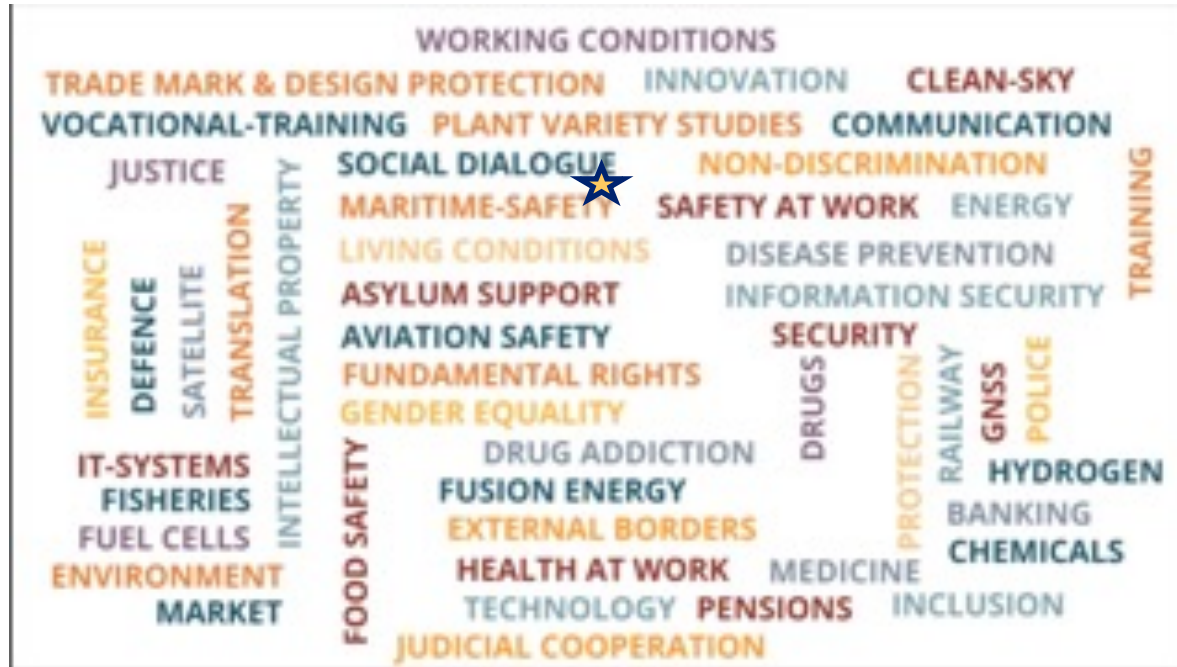 WORKING CONDITIONS
TRADE MARK & DESIGN PROTECTION
INNOVATION
CLEAN-SKY
VOCATIONAL-TRAINING
PLANT VARIETY STUDIES
COMMUNICATION
JUSTICE
SOCIAL DIALOGUE
NON-DISCRIMINATION
MARITIME-SAFETY
SAFETY AT WORK
ENERGY
TRAINING
LIVING CONDITIONS
DISEASE PREVENTION
INSURANCE
DEFENCE
SATELLITE
TRANSLATION
INTELLECTUAL PROPERTY
ASYLUM SUPPORT
INFORMATION SECURITY
AVIATION SAFETY
SECURITY
FUNDAMENTAL RIGHTS
GENDER EQUALITY
DRUGS
PROTECTION
RAILWAY
GNSS
POLICE
DRUG ADDICTION
IT-SYSTEMS
HYDROGEN
FISHERIES
FOOD SAFETY
FUSION ENERGY
BANKING
FUEL CELLS
EXTERNAL BORDERS
CHEMICALS
ENVIRONMENT
HEALTH AT WORK
MEDICINE
MARKET
TECHNOLOGY
PENSIONS
INCLUSION
JUDICIAL COOPERATION